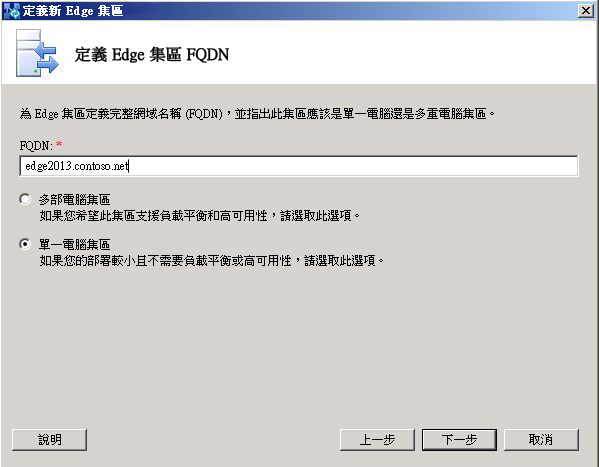 定義新 Edge 集區
定義 Edge 集區 FQDN
為 Edge 集區定義完整網域名稱 (FQDN)，並指出此集區應該是單一電腦還是多重電腦集區。
FQDN: *
edge2013.contoso.net
多部電腦集區
如果您希望此集區支援負載平衡和高可用性，請選取此選項。
單一電腦集區
如果您的部署較小且不需要負載平衡或高可用性，請選取此選項。
說明
上一步
下一步
取消